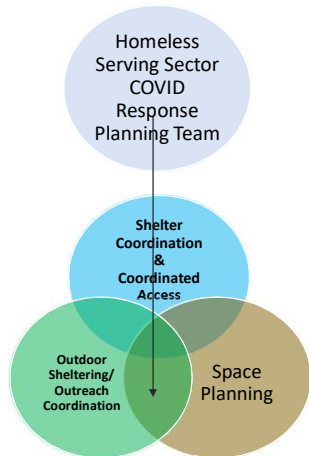 Homeless
Serving Sector
COVID
Response
Planning Team
Shelter
Coordination
&
Coordinated
Access
Outdoor
Sheltering/
Outreach
Coordination
Space
Planning